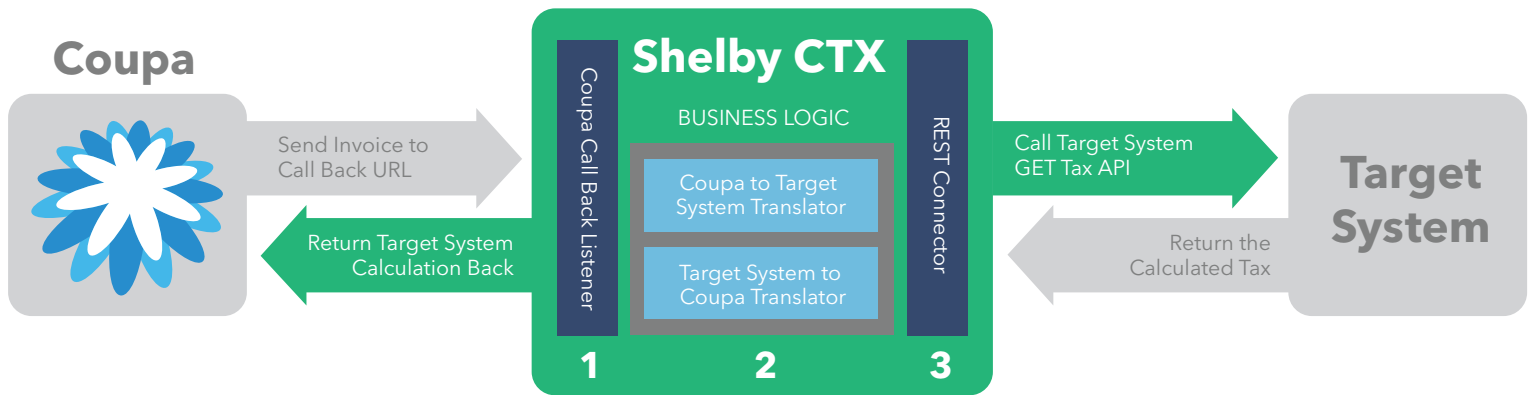 Coupa
Send Invoice to
Call Back URL
Return Target System
Calculation Back
Shelby CTX
Coupa Call Back Listener
BUSINESS LOGIC
Coupa to Target
System Translator
Target System to
Coupa Translator
REST Connector
1
2
3
Call Target System
GET Tax API
Return the
Calculated Tax
Target
System